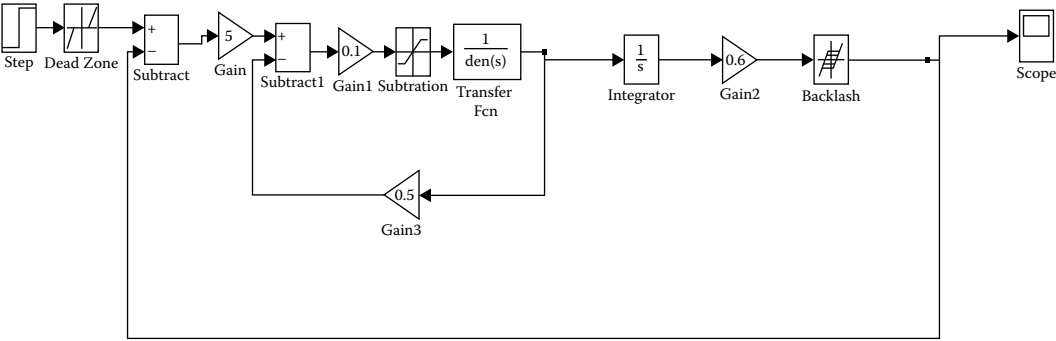 Step
Dead Zone
+
−
Subtract
5
Gain
+
−
Subtract1
0.1
Gain1
Subtration
1
den(s)
Transfer
Fcn
1
s
Integrator
0.6
Gain2
Backlash
Scope
0.5
Gain3